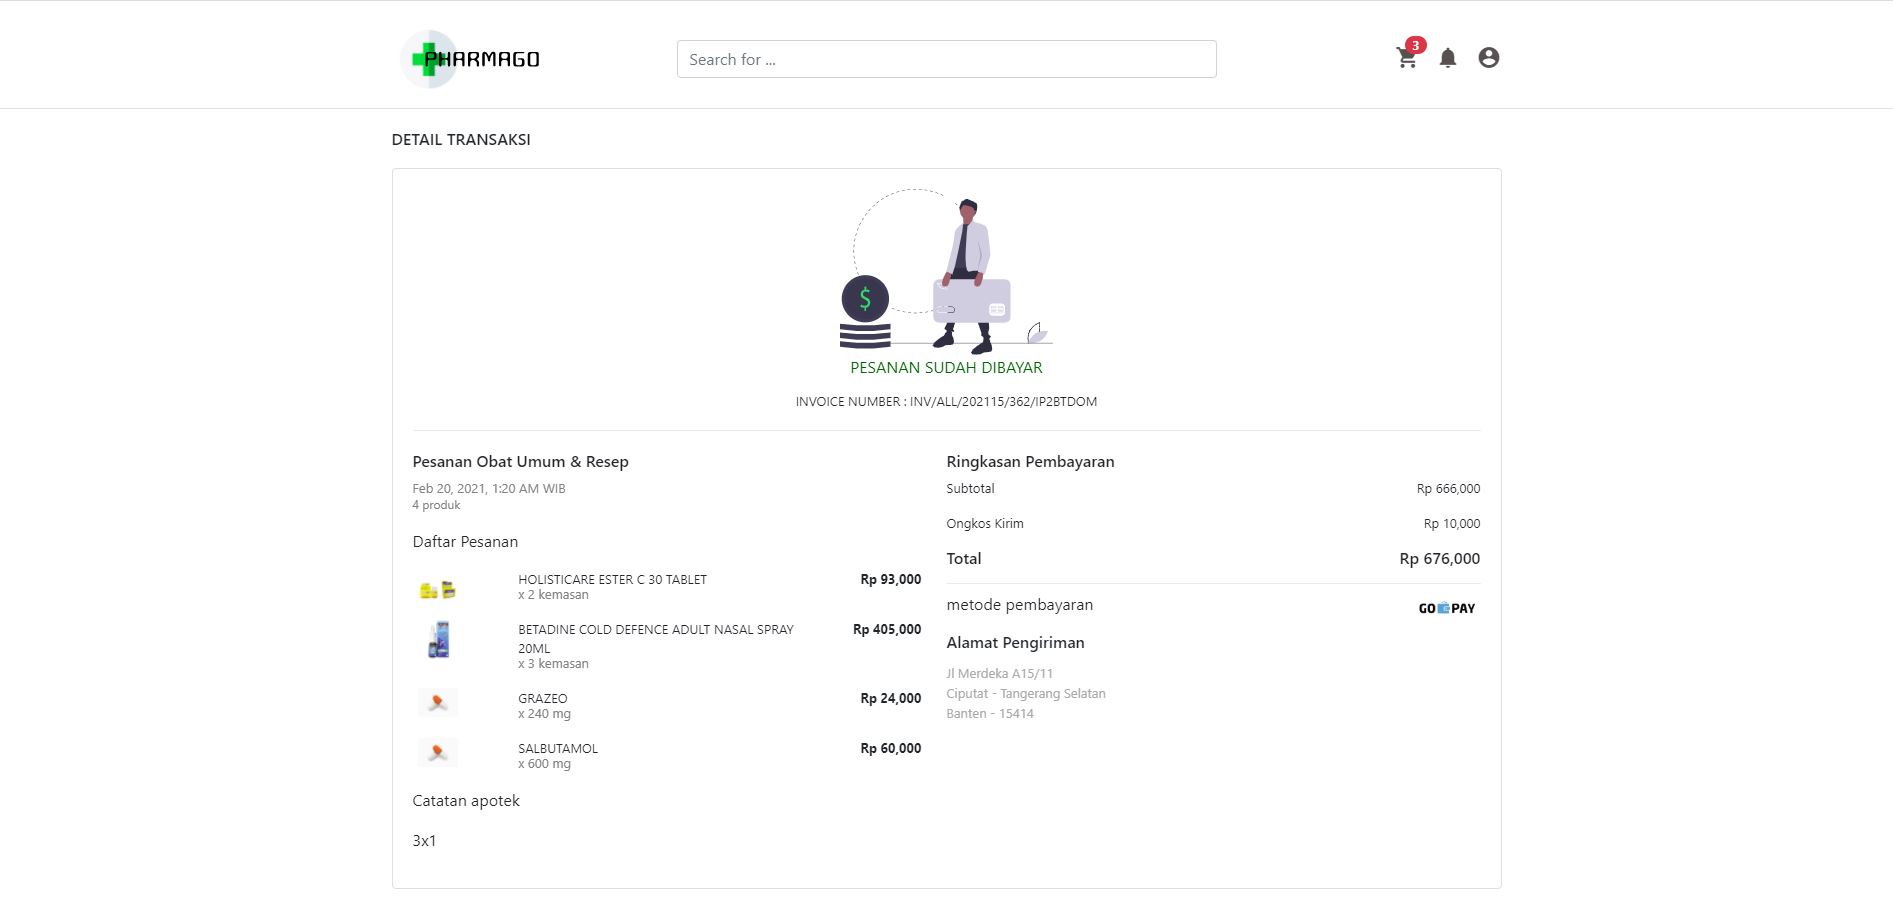 PHARMAGO
Search for ...
3
DETAIL TRANSAKSI
$
PESANAN SUDAH DIBAYAR
INVOICE NUMBER : INV/ALL/202115/362/IP2BTDOM
Pesanan Obat Umum & Resep
Feb 20, 2021, 1:20 AM WIB
4 produk
Daftar Pesanan
HOLISTICARE ESTER C 30 TABLET
x 2 kemasan
Rp 93,000
BETADINE COLD DEFENCE ADULT NASAL SPRAY
20ML
x 3 kemasan
Rp 405,000
GRAZEO
x 240 mg
Rp 24,000
SALBUTAMOL
x 600 mg
Rp 60,000
Catatan apotek
3x1
Ringkasan Pembayaran
Subtotal Rp 666,000
Ongkos Kirim Rp 10,000
Total Rp 676,000
metode pembayaran GO PAY
Alamat Pengiriman
Jl Merdeka A15/11
Ciputat - Tangerang Selatan
Banten - 15414